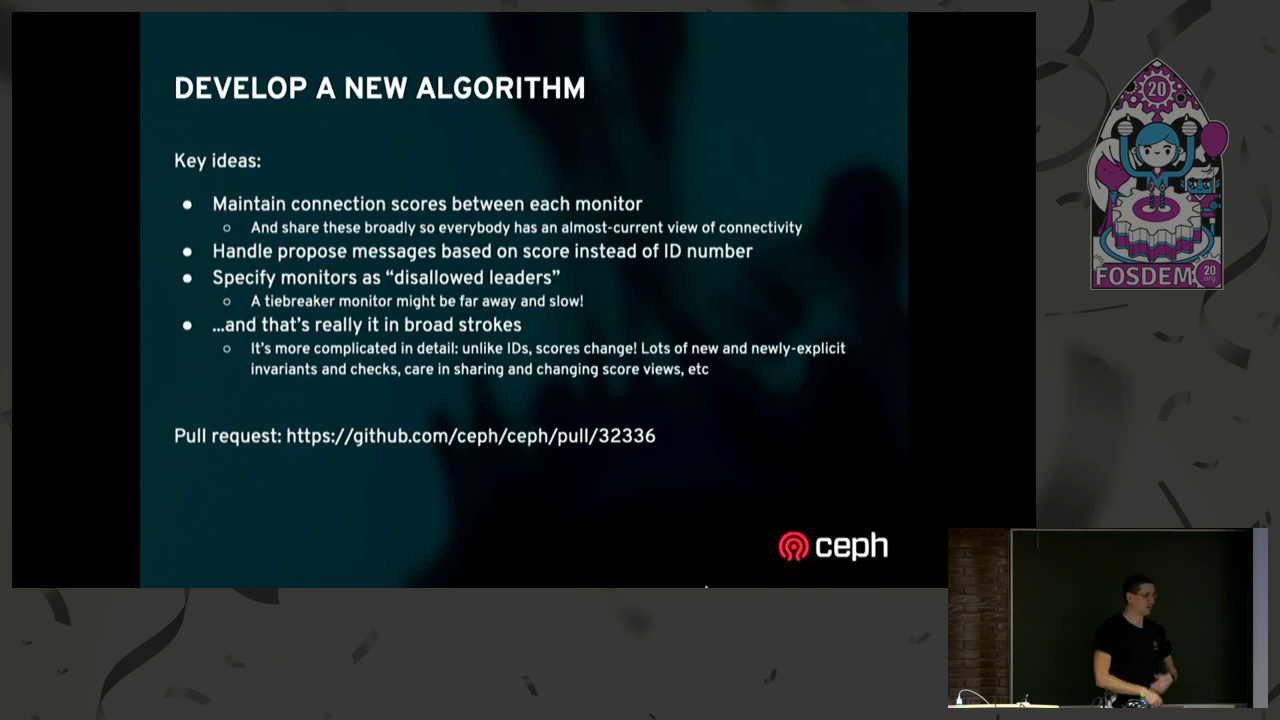 DEVELOP A NEW ALGORITHM
Key ideas:
● Maintain connection scores between each monitor
○ And share these broadly so everybody has an almost-current view of connectivity
● Handle propose messages based on score instead of ID number
● Specify monitors as “disallowed leaders”
○ A tiebreaker monitor might be far away and slow!
● ...and that’s really it in broad strokes
○ It’s more complicated in detail: unlike IDs, scores change! Lots of new and newly-explicit
invariants and checks, care in sharing and changing score views, etc
Pull request: https://github.com/ceph/ceph/pull/32336
ceph
20
FOSDEM
20
.org